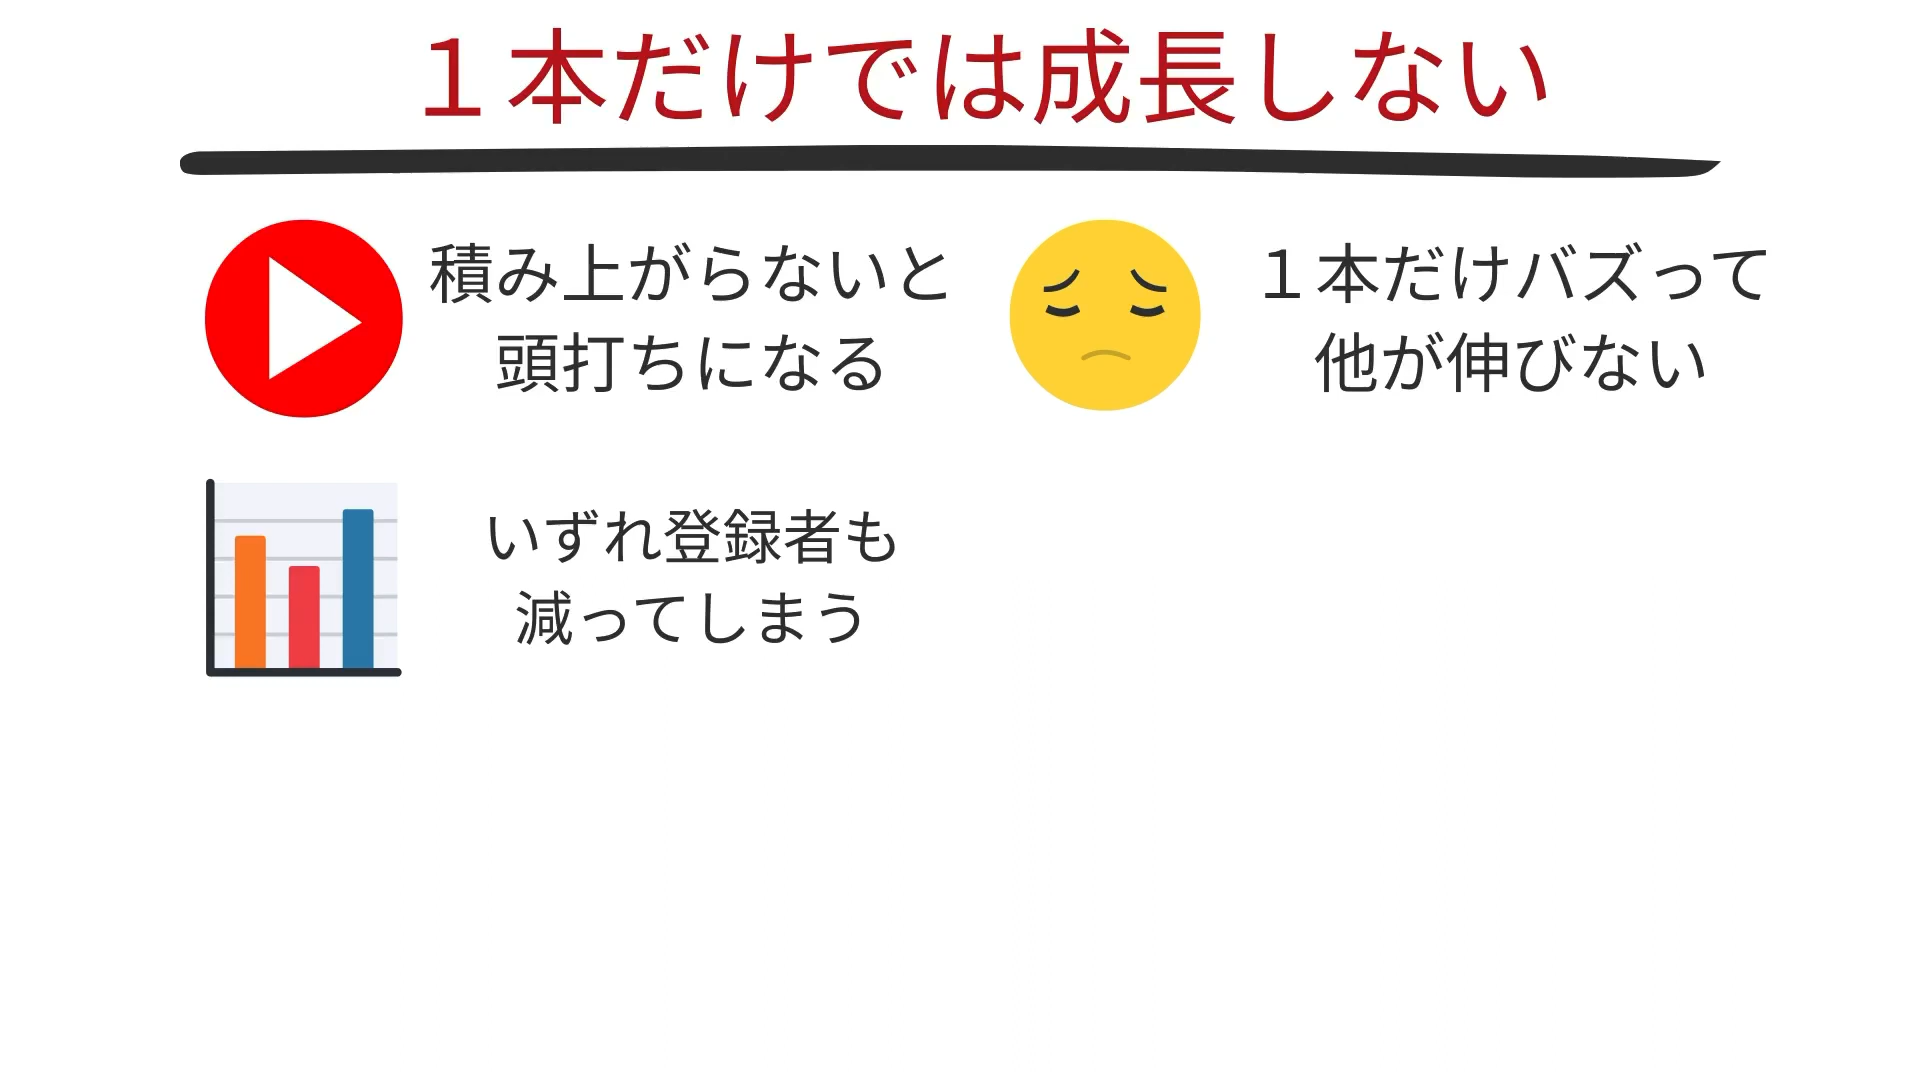 １本だけでは成長しない
積み上がらないと
頭打ちになる
１本だけバズって
他が伸びない
いずれ登録者も
減ってしまう